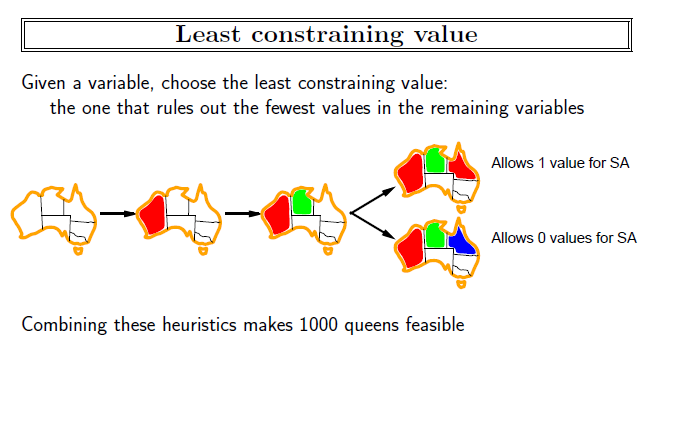 Least constraining value
Given a variable, choose the least constraining value:
the one that rules out the fewest values in the remaining variables
Allows 1 value for SA
Allows 0 values for SA
Combining these heuristics makes 1000 queens feasible